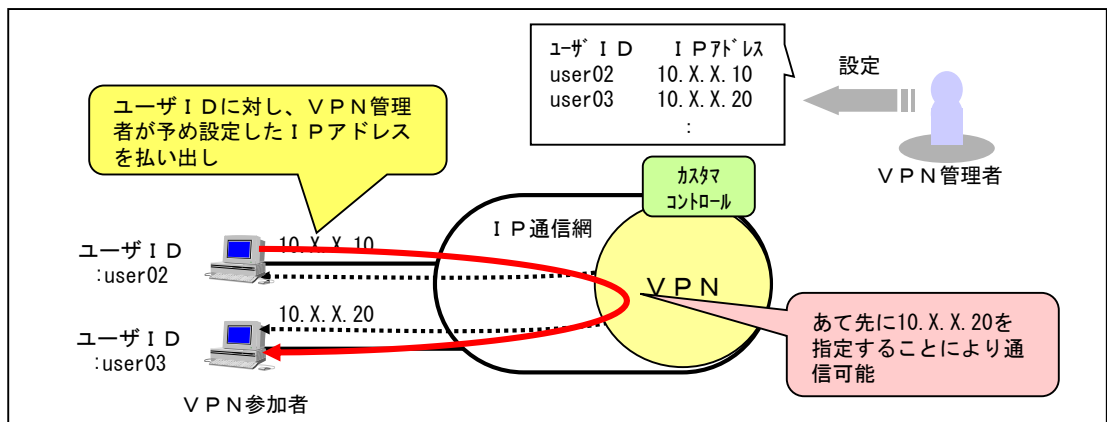 ﾕｰｻﾞＩＤ　ＩＰｱﾄﾞﾚｽ
user02　10.X.X.10
user03　10.X.X.20
：
設定
ＶＰＮ管理者
ユーザＩＤに対し、ＶＰＮ管理
者が予め設定したＩＰアドレス
を払い出し
ｶｽﾀﾏ
ｺﾝﾄﾛｰﾙ
ＩＰ通信網
ＶＰＮ
ユーザＩＤ
:user02
10.X.X.10
ユーザＩＤ
:user03
10.X.X.20
ＶＰＮ参加者
あて先に10.X.X.20を
指定することにより通
信可能